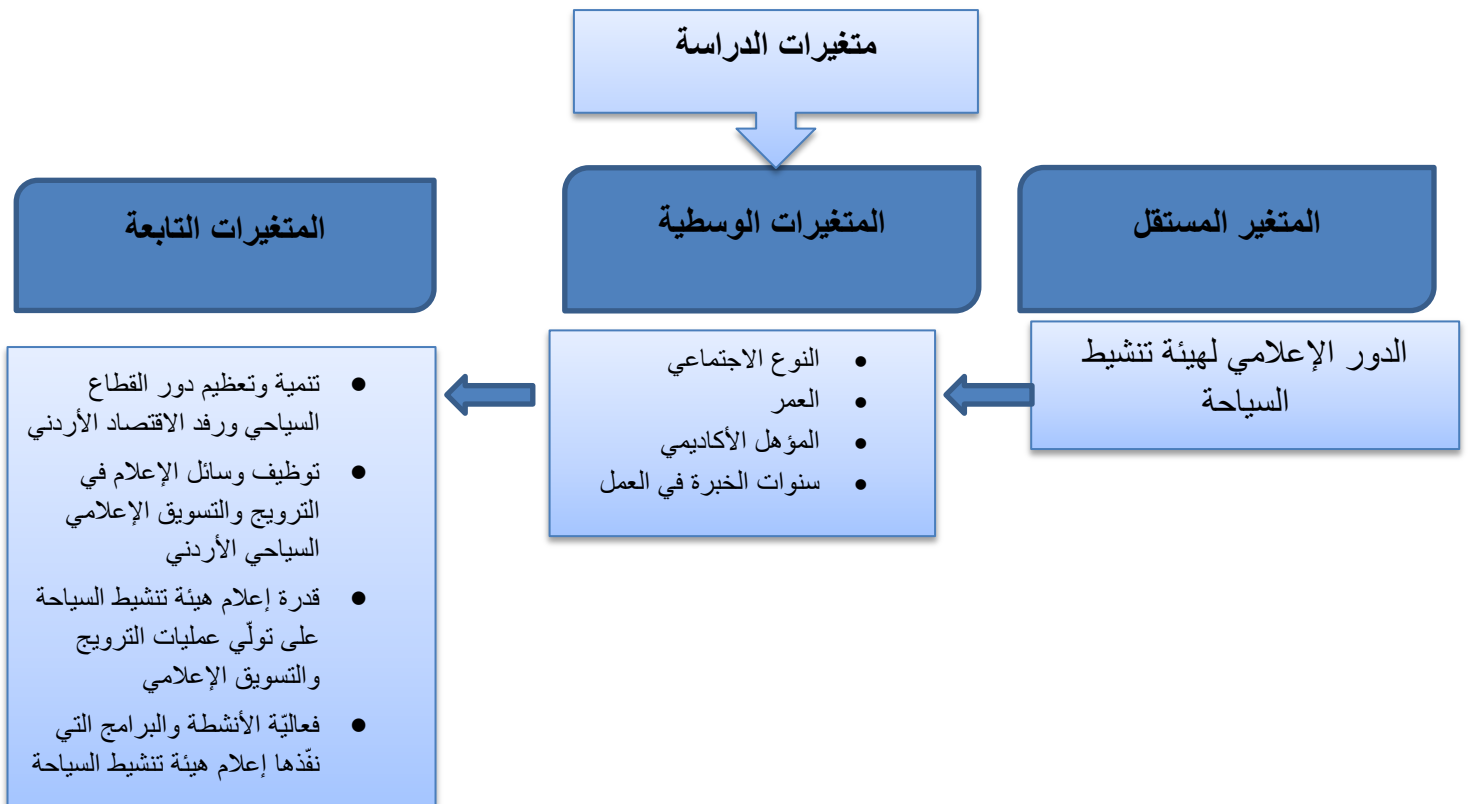 متغيرات الدراسة
المتغير المستقل
المتغيرات الوسطية
المتغيرات التابعة
الدور الإعلامي لهيئة تنشيط
السياحة
• النوع الاجتماعي
• العمر
• المؤهل الأكاديمي
• سنوات الخبرة في العمل
• تنمية وتعظيم دور القطاع
السياحي ورفد الاقتصاد الأردني
• توظيف وسائل الإعلام في
الترويج والتسويق الإعلامي
السياحي الأردني
• قدرة إعلام هيئة تنشيط السياحة
على تولّي عمليات الترويج
والتسويق الإعلامي
• فعاليّة الأنشطة والبرامج التي
نفّذها إعلام هيئة تنشيط السياحة